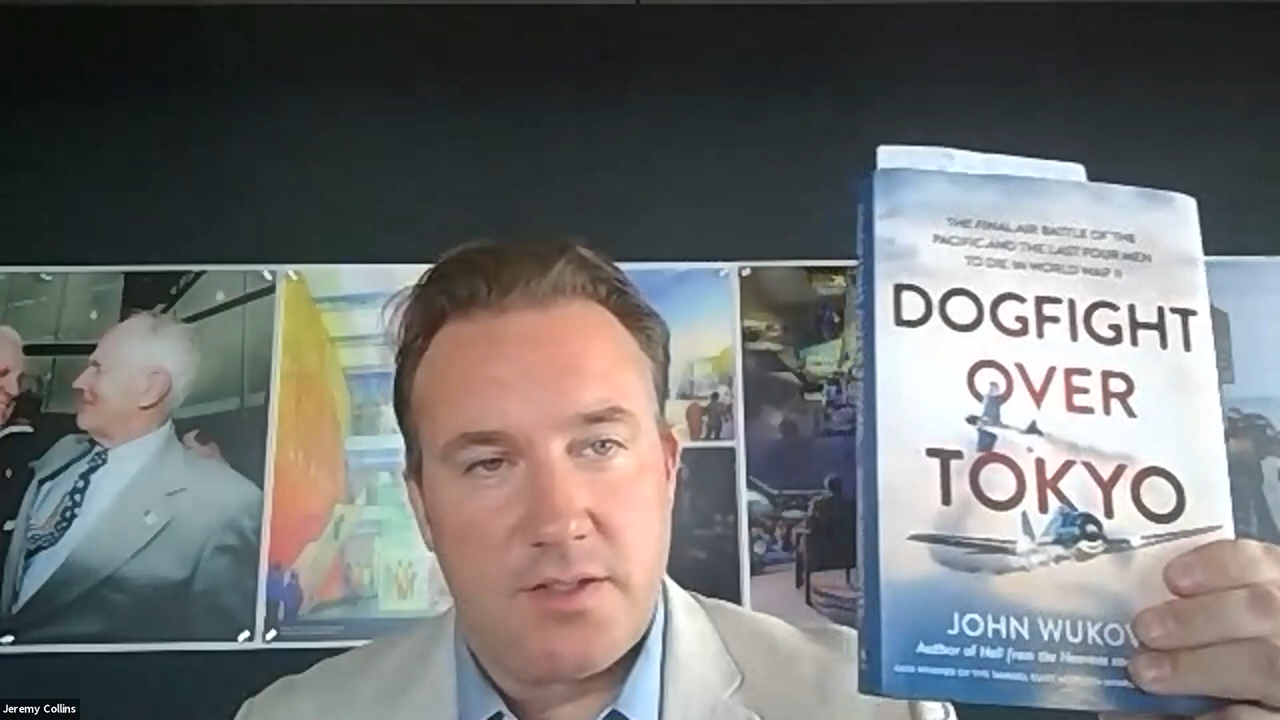 THE FINAL AIR BATTLE OF THE
PACIFIC AND THE LAST FOUR MEN
TO DIE IN WORLD WAR II
DOGFIGHT
OVER
TOKYO
JOHN WUKOV
Author of Hell from the Heavens
Jeremy Collins